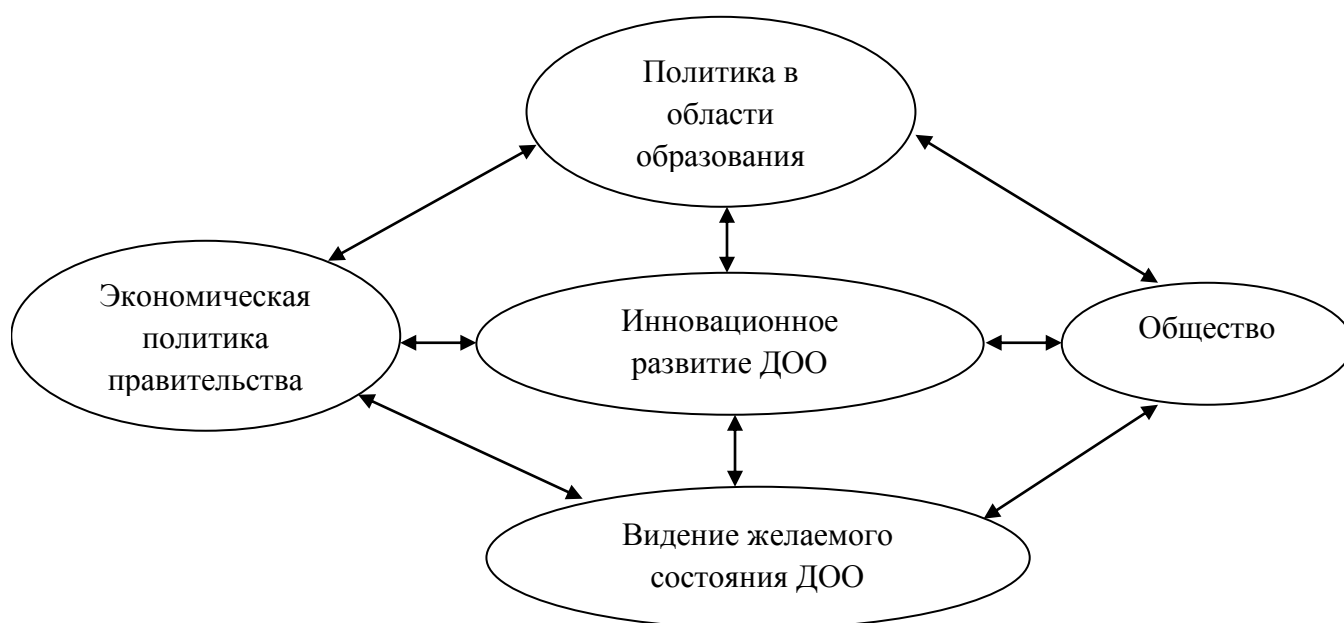 Политика в
области
образования
Экономическая
политика
правительства
Инновационное
развитие ДОО
Общество
Видение желаемого
состояния ДОО